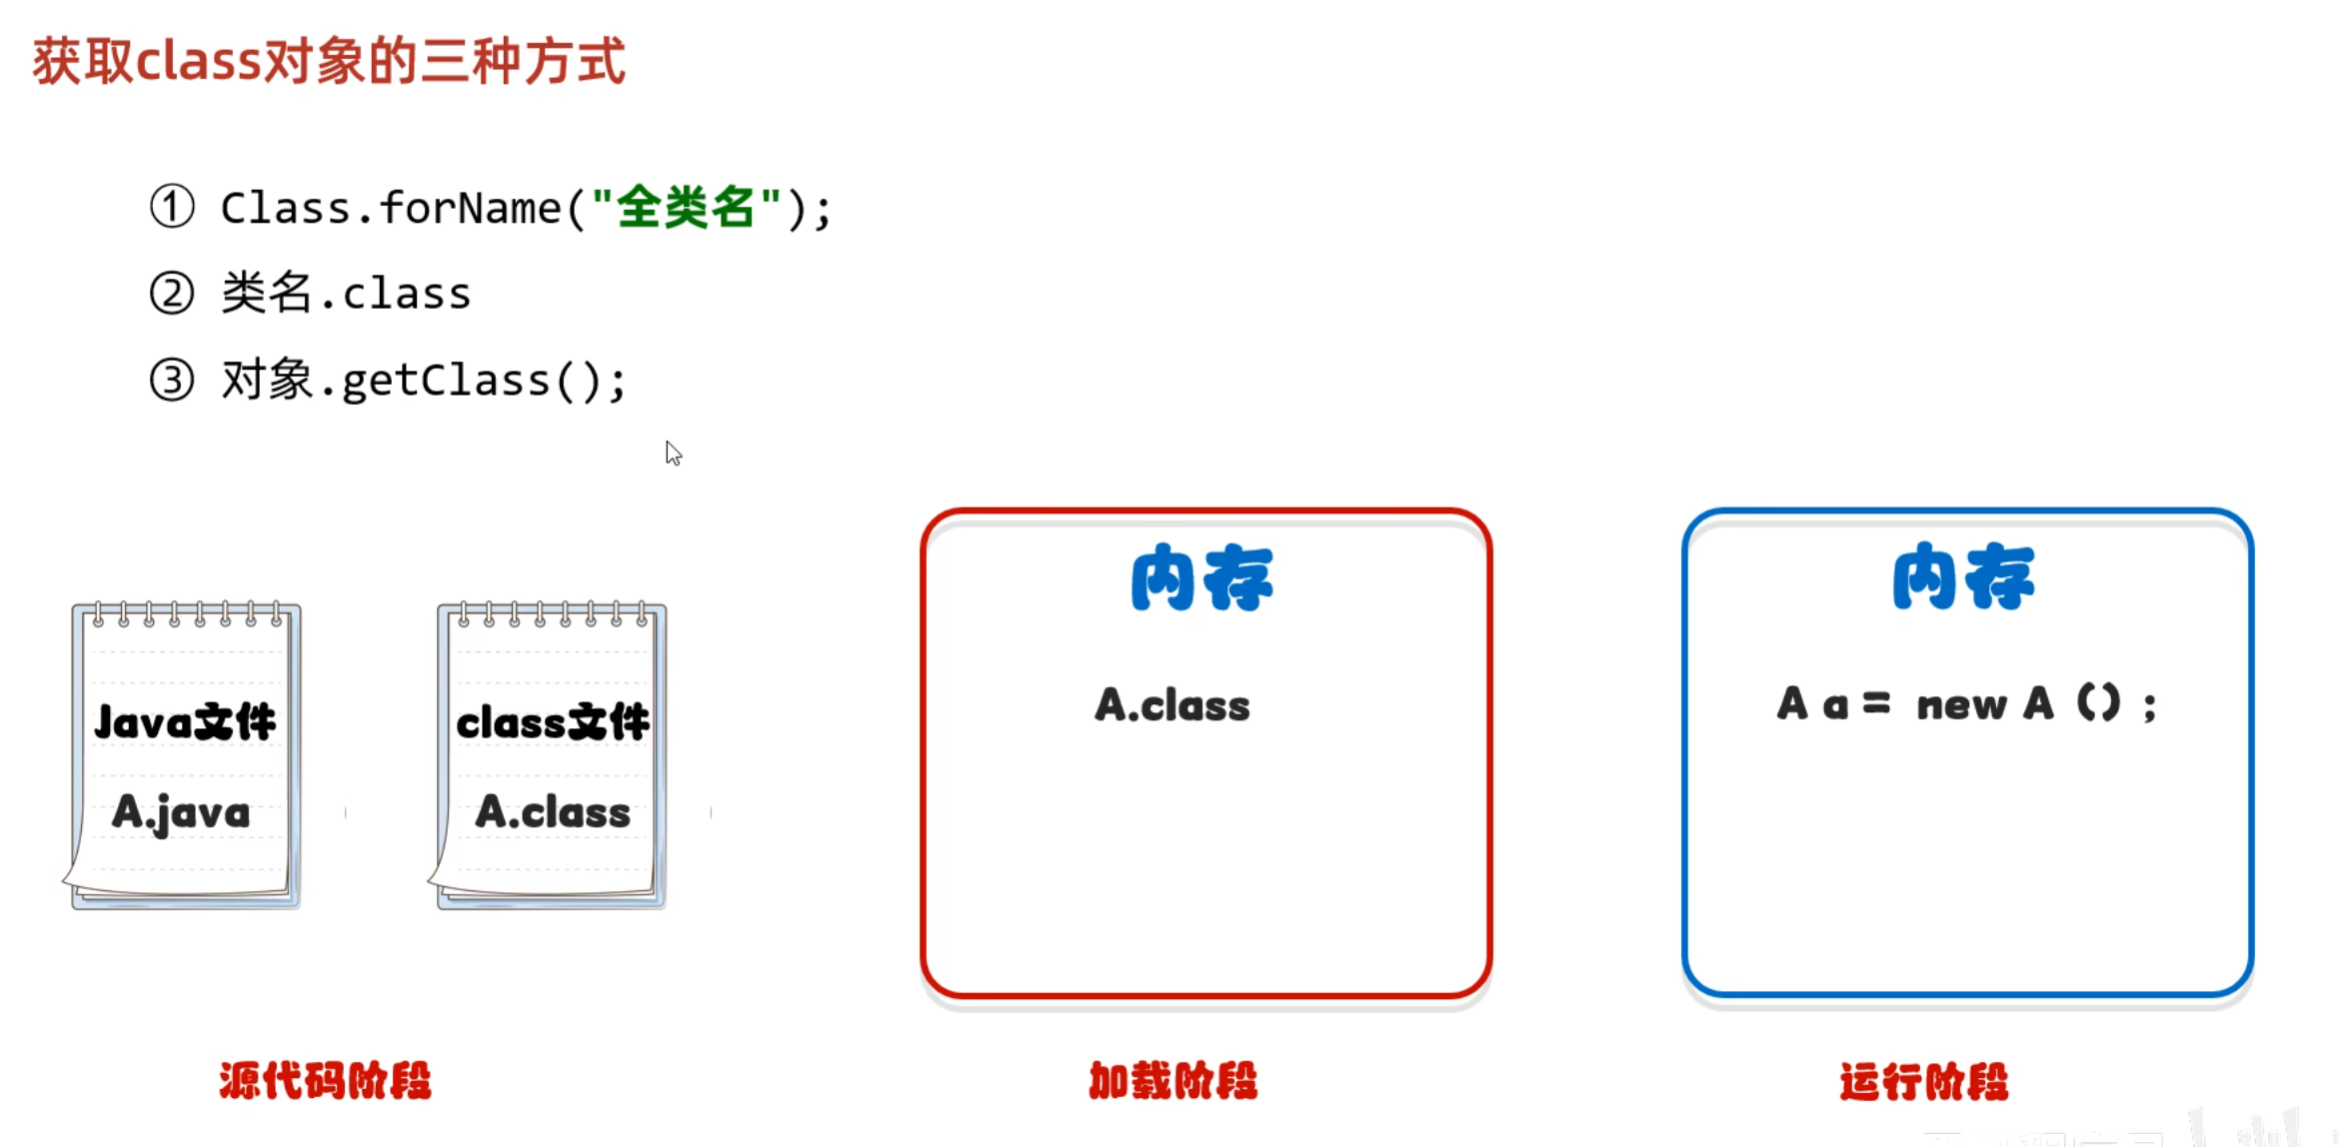 获取class对象的三种方式
① Class.forName("全类名");
② 类名.class
③ 对象.getClass();
内存
内存
A.class
A a = new A () ;
Java文件
class文件
A.java
A.class
源代码阶段
加载阶段
运行阶段